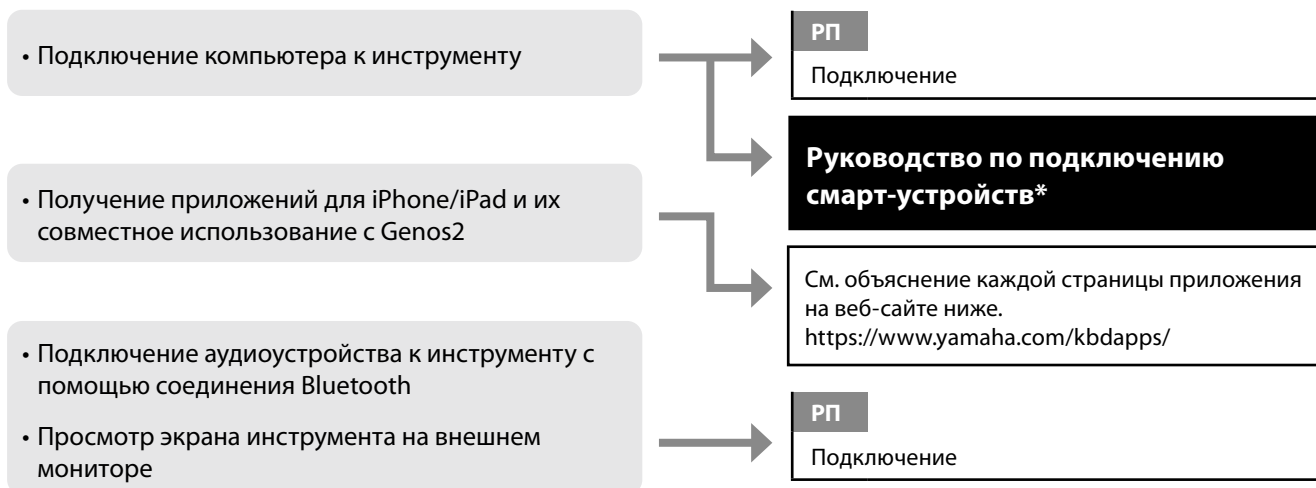 • Подключение компьютера к инструменту
РП
Подключение
Руководство по подключению
смарт-устройств*
• Получение приложений для iPhone/iPad и их
совместное использование с Genos2
См. объяснение каждой страницы приложения
на веб-сайте ниже.
https://www.yamaha.com/kbdapps/
• Подключение аудиоустройства к инструменту с
помощью соединения Bluetooth
• Просмотр экрана инструмента на внешнем
мониторе
РП
Подключение